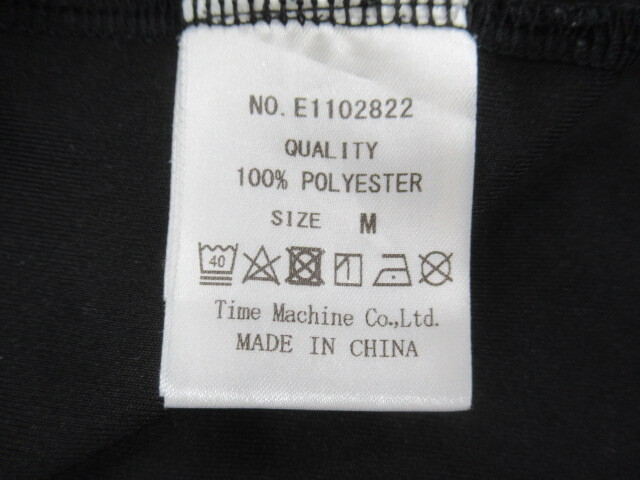 NO. E1102822
QUALITY
100% POLYESTER
SIZE M
40
Time Machine Co.,Ltd.
MADE IN CHINA